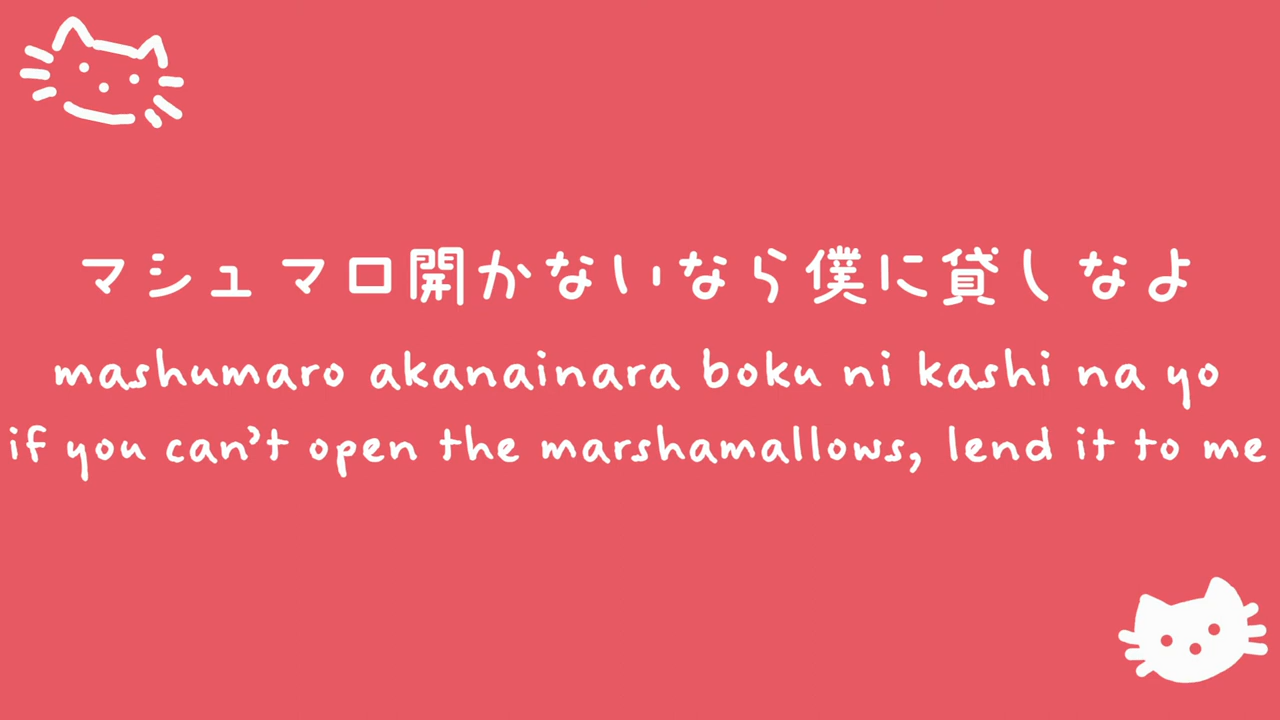 マシュマロ開かないなら僕に貸しなよ
mashumaro akanainara boku ni kashi na yo
if you can't open the marshamallows, lend it to me